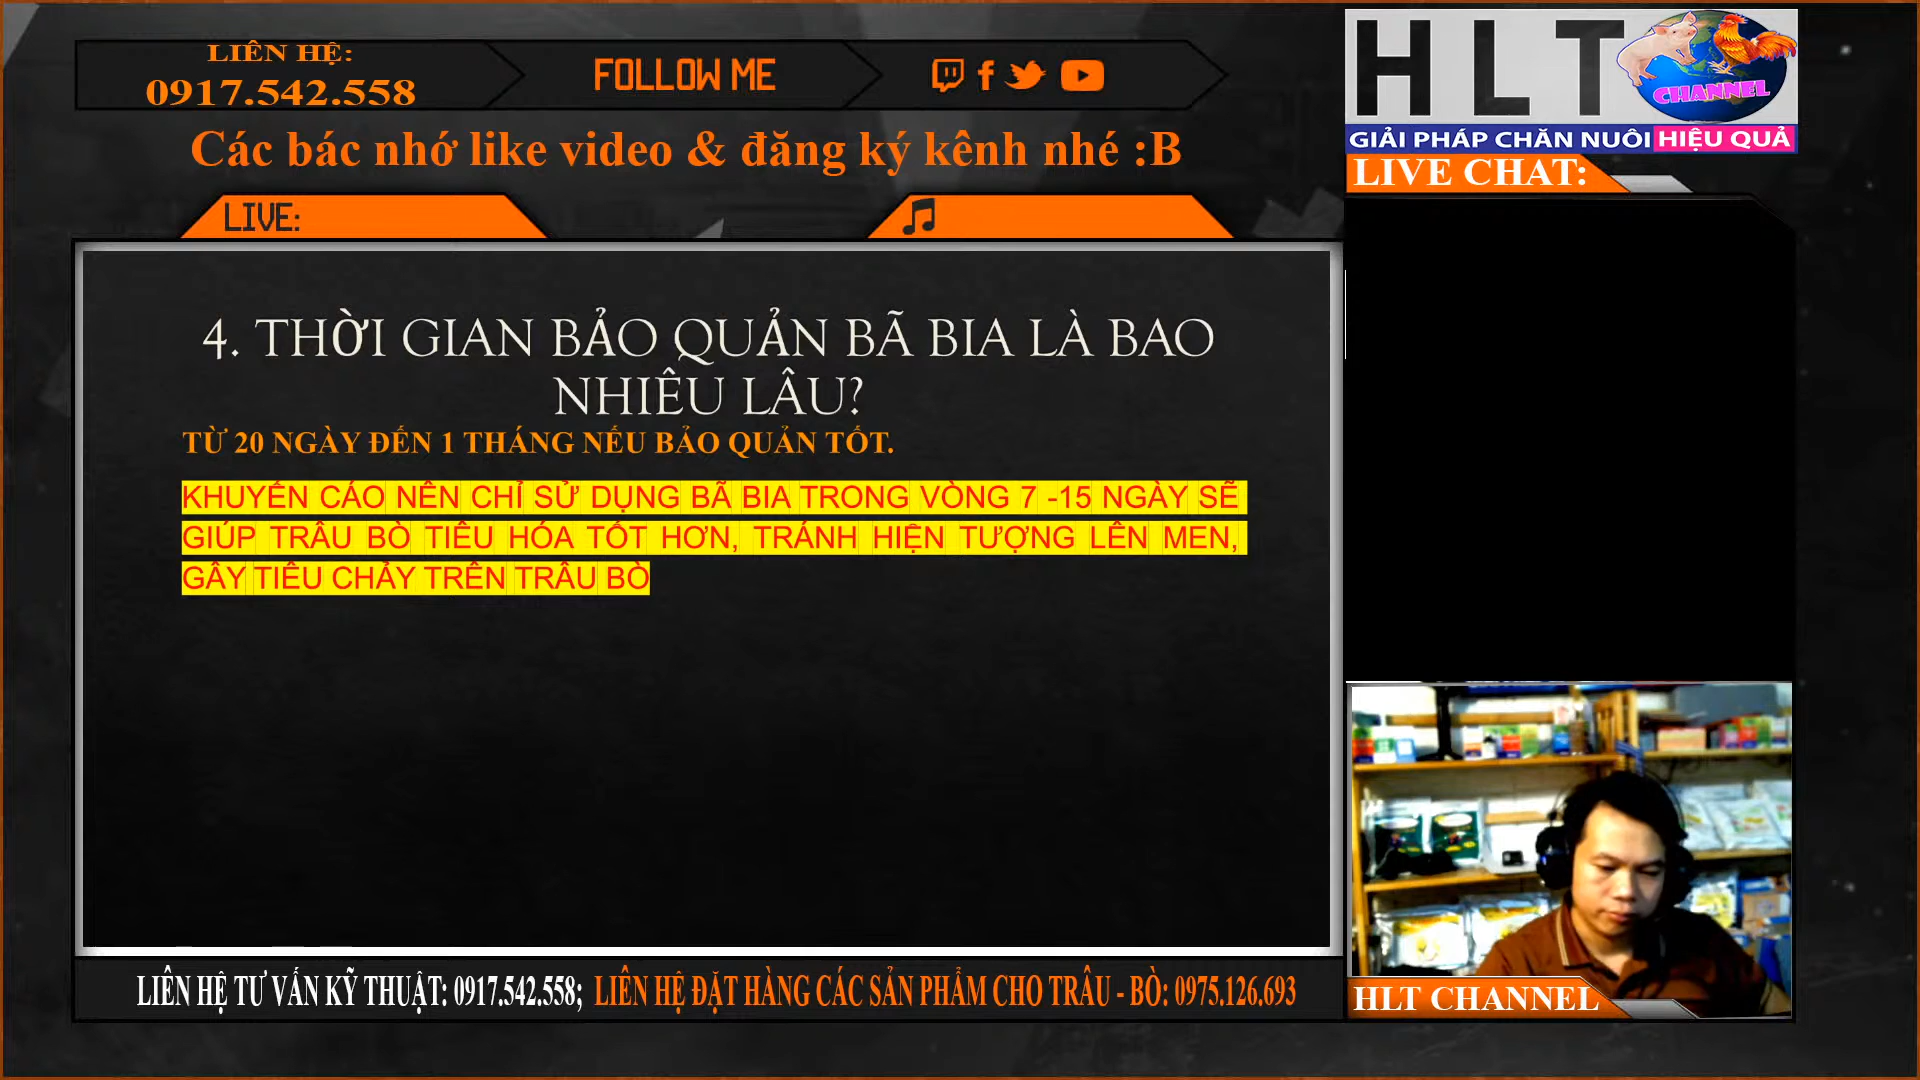 LIÊN HỆ:
0917.542.558
FOLLOW ME
Các bác nhớ like video & đăng ký kênh nhé :B
HLT
CHANNEL
GIẢI PHÁP CHĂN NUÔI HIỆU QUẢ
LIVE CHAT:
LIVE:
4. THỜI GIAN BẢO QUẢN BÃ BIA LÀ BAO
NHIÊU LÂU?
TỪ 20 NGÀY ĐẾN 1 THÁNG NẾU BẢO QUẢN TỐT.
KHUYẾN CÁO NÊN CHỈ SỬ DỤNG BÃ BIA TRONG VÒNG 7 -15 NGÀY SẼ
GIÚP TRÂU BÒ TIÊU HÓA TỐT HƠN, TRÁNH HIỆN TƯỢNG LÊN MEN,
GÂY TIÊU CHẢY TRÊN TRÂU BÒ
LIÊN HỆ TƯ VẤN KỸ THUẬT: 0917.542.558; LIÊN HỆ ĐẶT HÀNG CÁC SẢN PHẨM CHO TRÂU - BÒ: 0975.126.693
HLT CHANNEL